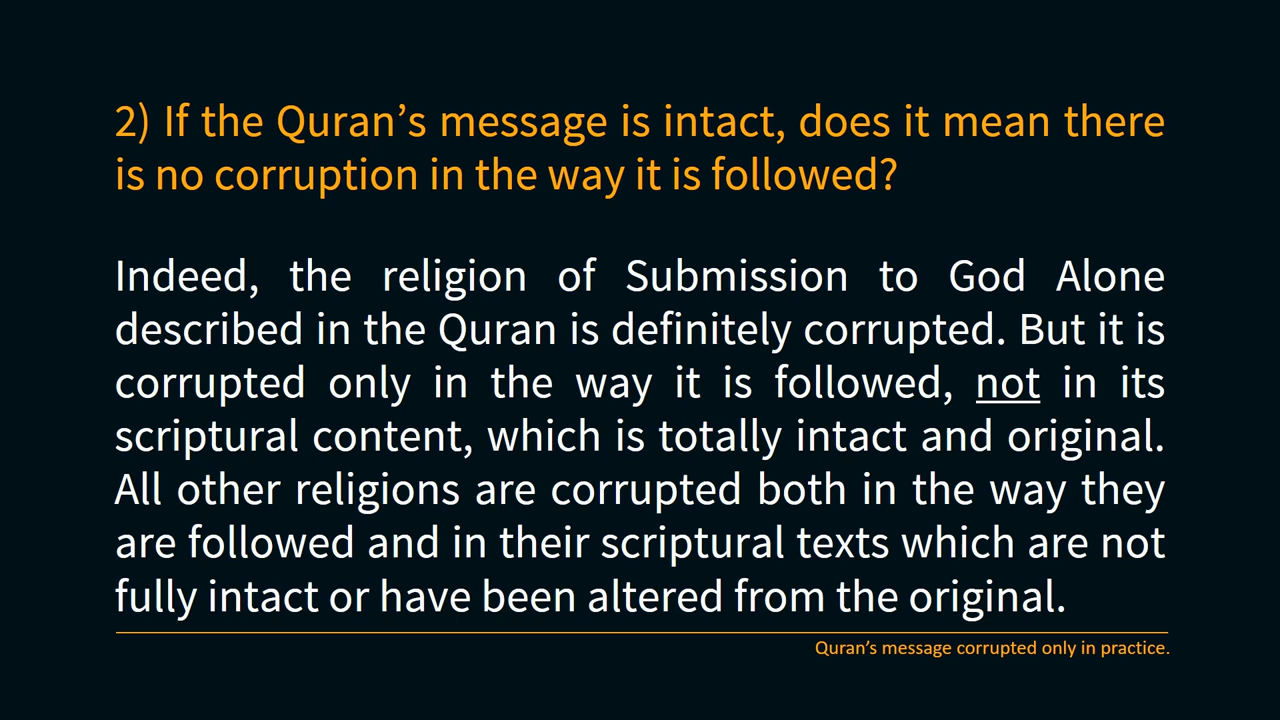 2) If the Quran’s message is intact, does it mean there
is no corruption in the way it is followed?
Indeed, the religion of Submission to God Alone
described in the Quran is definitely corrupted. But it is
corrupted only in the way it is followed, not in its
scriptural content, which is totally intact and original.
All other religions are corrupted both in the way they
are followed and in their scriptural texts which are not
fully intact or have been altered from the original.
Quran’s message corrupted only in practice.